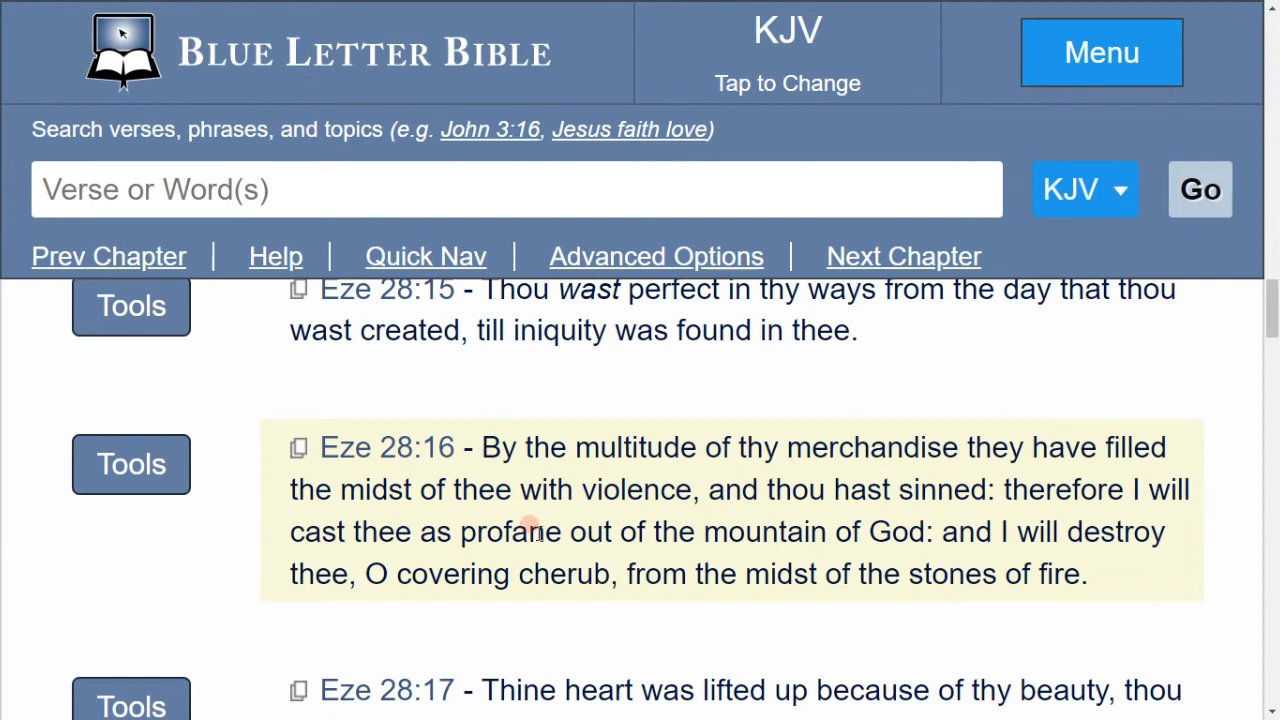 BLUE LETTER BIBLE
KJV
Tap to Change
Menu
Search verses, phrases, and topics (e.g. John 3:16, Jesus faith love)
Verse or Word(s)
KJV
Go
Prev Chapter | Help | Quick Nav | Advanced Options | Next Chapter
Tools
Eze 28:15 - Thou wast perfect in thy ways from the day that thou
wast created, till iniquity was found in thee.
Tools
Eze 28:16 - By the multitude of thy merchandise they have filled
the midst of thee with violence, and thou hast sinned: therefore I will
cast thee as profane out of the mountain of God: and I will destroy
thee, O covering cherub, from the midst of the stones of fire.
Tools
Eze 28:17 - Thine heart was lifted up because of thy beauty, thou